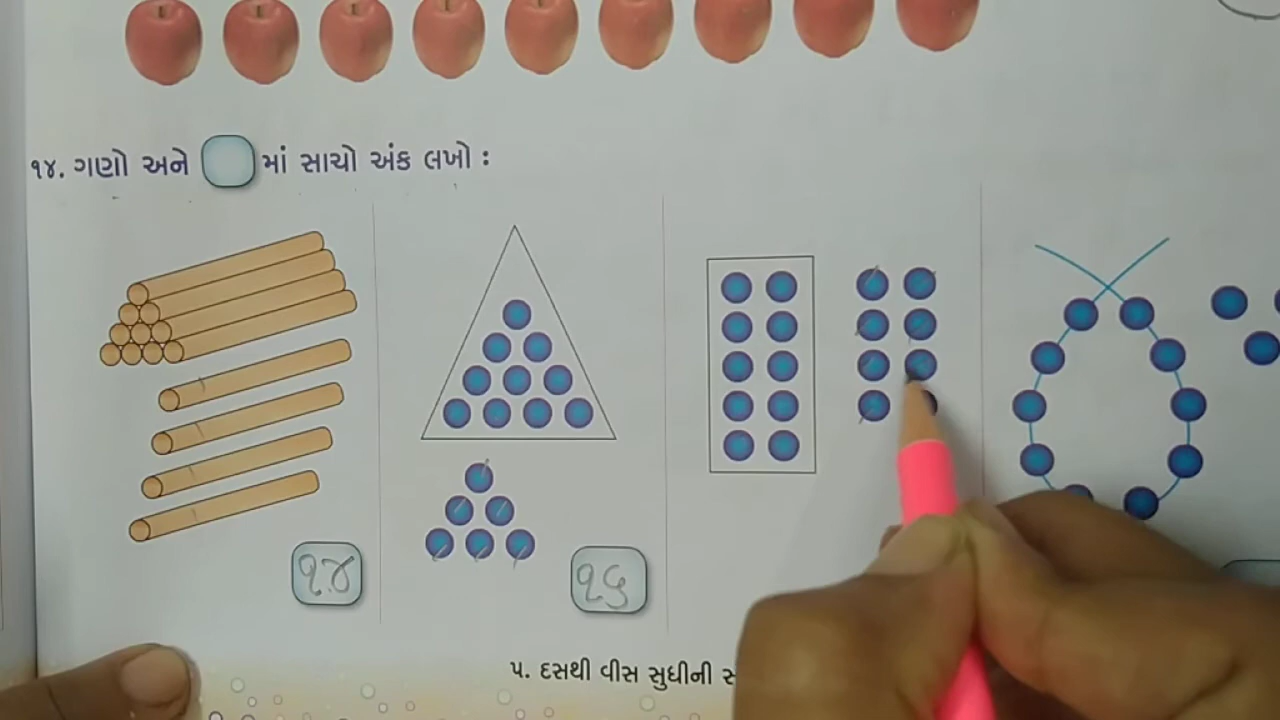 ૧૪. ગણો અને માં સાચો અંક લખો :
૧૪
૧૬
૫. દસથી વીસ સુધીની